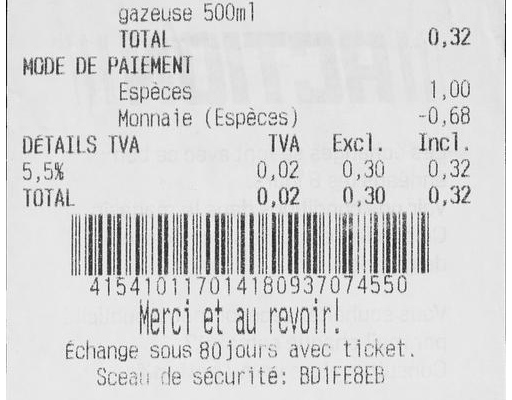 gazeuse 500ml
TOTAL 0,32
MODE DE PAIEMENT
Espèces 1,00
Monnaie (Espèces) -0,68
DÉTAILS TVA TVA Excl. Incl.
5,5% 0,02 0,30 0,32
TOTAL 0,02 0,30 0,32
415410117014180937074550
Merci et au revoir!
Échange sous 80 jours avec ticket.
Sceau de sécurité: BD1FE8EB